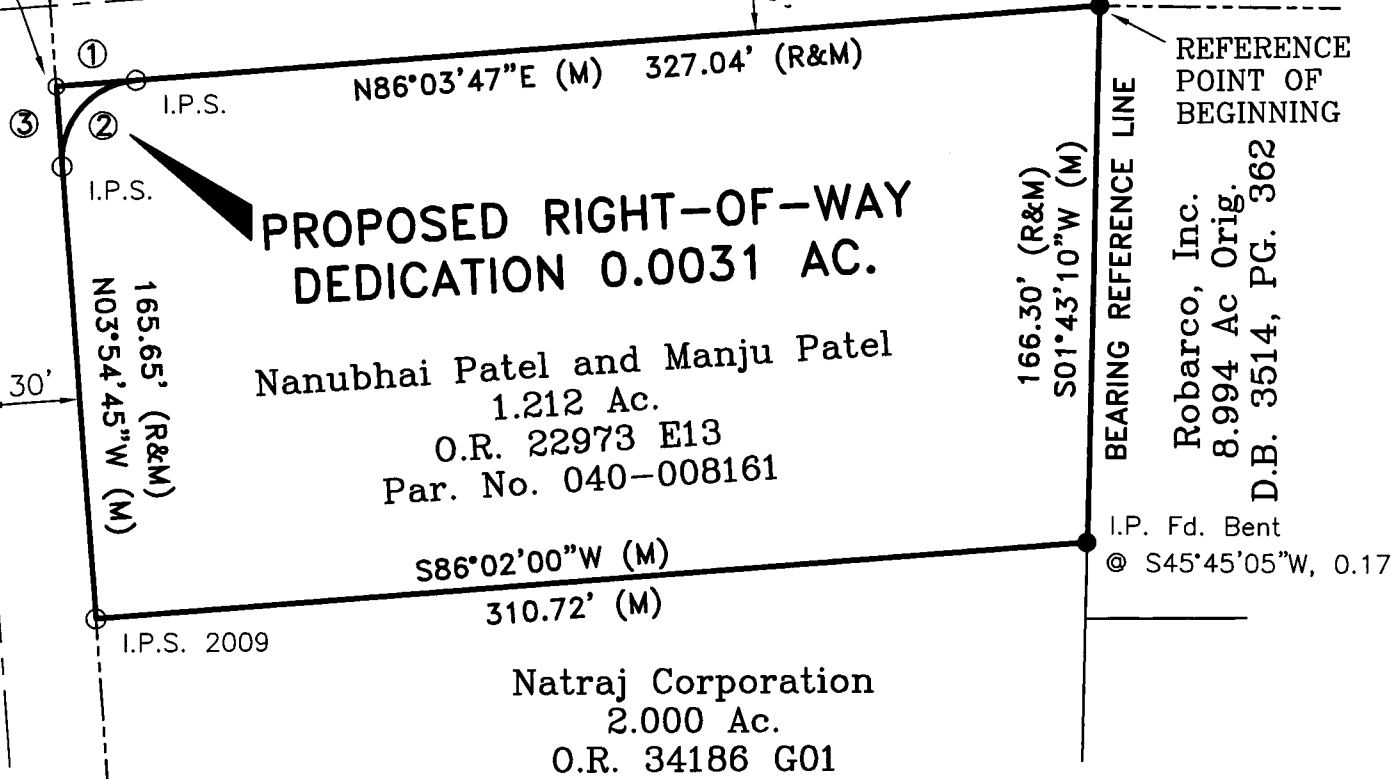 ①
N86°03'47"E (M) 327.04' (R&M)
REFERENCE
POINT OF
BEGINNING
I.P.S.
③
②
I.P.S.
PROPOSED RIGHT-OF-WAY
DEDICATION 0.0031 AC.
166.30' (R&M)
S01°43'10"W (M)
BEARING REFERENCE LINE
Robarco, Inc.
8.994 Ac Orig.
D.B. 3514, PG. 362
165.65' (R&M)
N03°54'45"W (M)
30'
Nanubhai Patel and Manju Patel
1.212 Ac.
O.R. 22973 E13
Par. No. 040-008161
I.P. Fd. Bent
@ S45°45'05"W, 0.17
S86°02'00"W (M)
310.72' (M)
I.P.S. 2009
Natraj Corporation
2.000 Ac.
O.R. 34186 G01